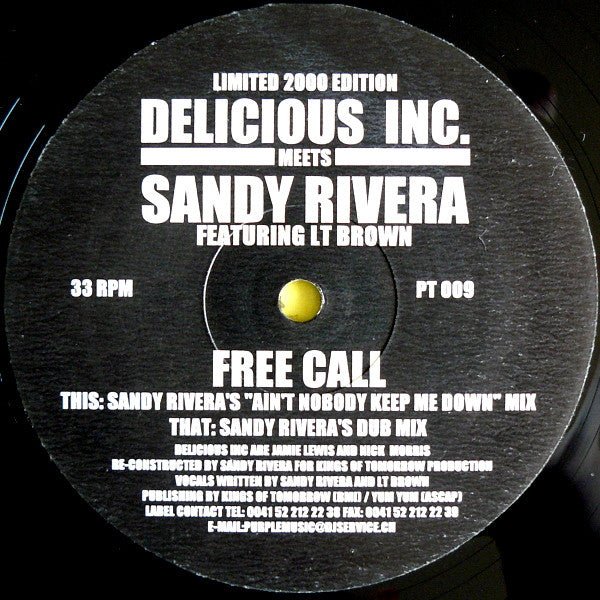 LIMITED 2000 EDITION
DELICIOUS INC.
MEETS
SANDY RIVERA
FEATURING LT BROWN
33 RPM PT 009
FREE CALL
THIS: SANDY RIVERA'S "AIN'T NOBODY KEEP ME DOWN" MIX
THAT: SANDY RIVERA'S DUB MIX
DELICIOUS INC ARE JAMIE LEWIS AND NICK MORRIS
RE-CONSTRUCTED BY SANDY RIVERA FOR KINGS OF TOMORROW PRODUCTION
VOCALS WRITTEN BY SANDY RIVERA AND LT BROWN
PUBLISHING BY KINGS OF TOMORROW (BMI) / YUM YUM (ASCAP)
LABEL CONTACT TEL: 0041 52 212 22 38 FAX: 0041 52 212 22 39
E-MAIL:PURPLEMUSIC@DJSERVICE.CH